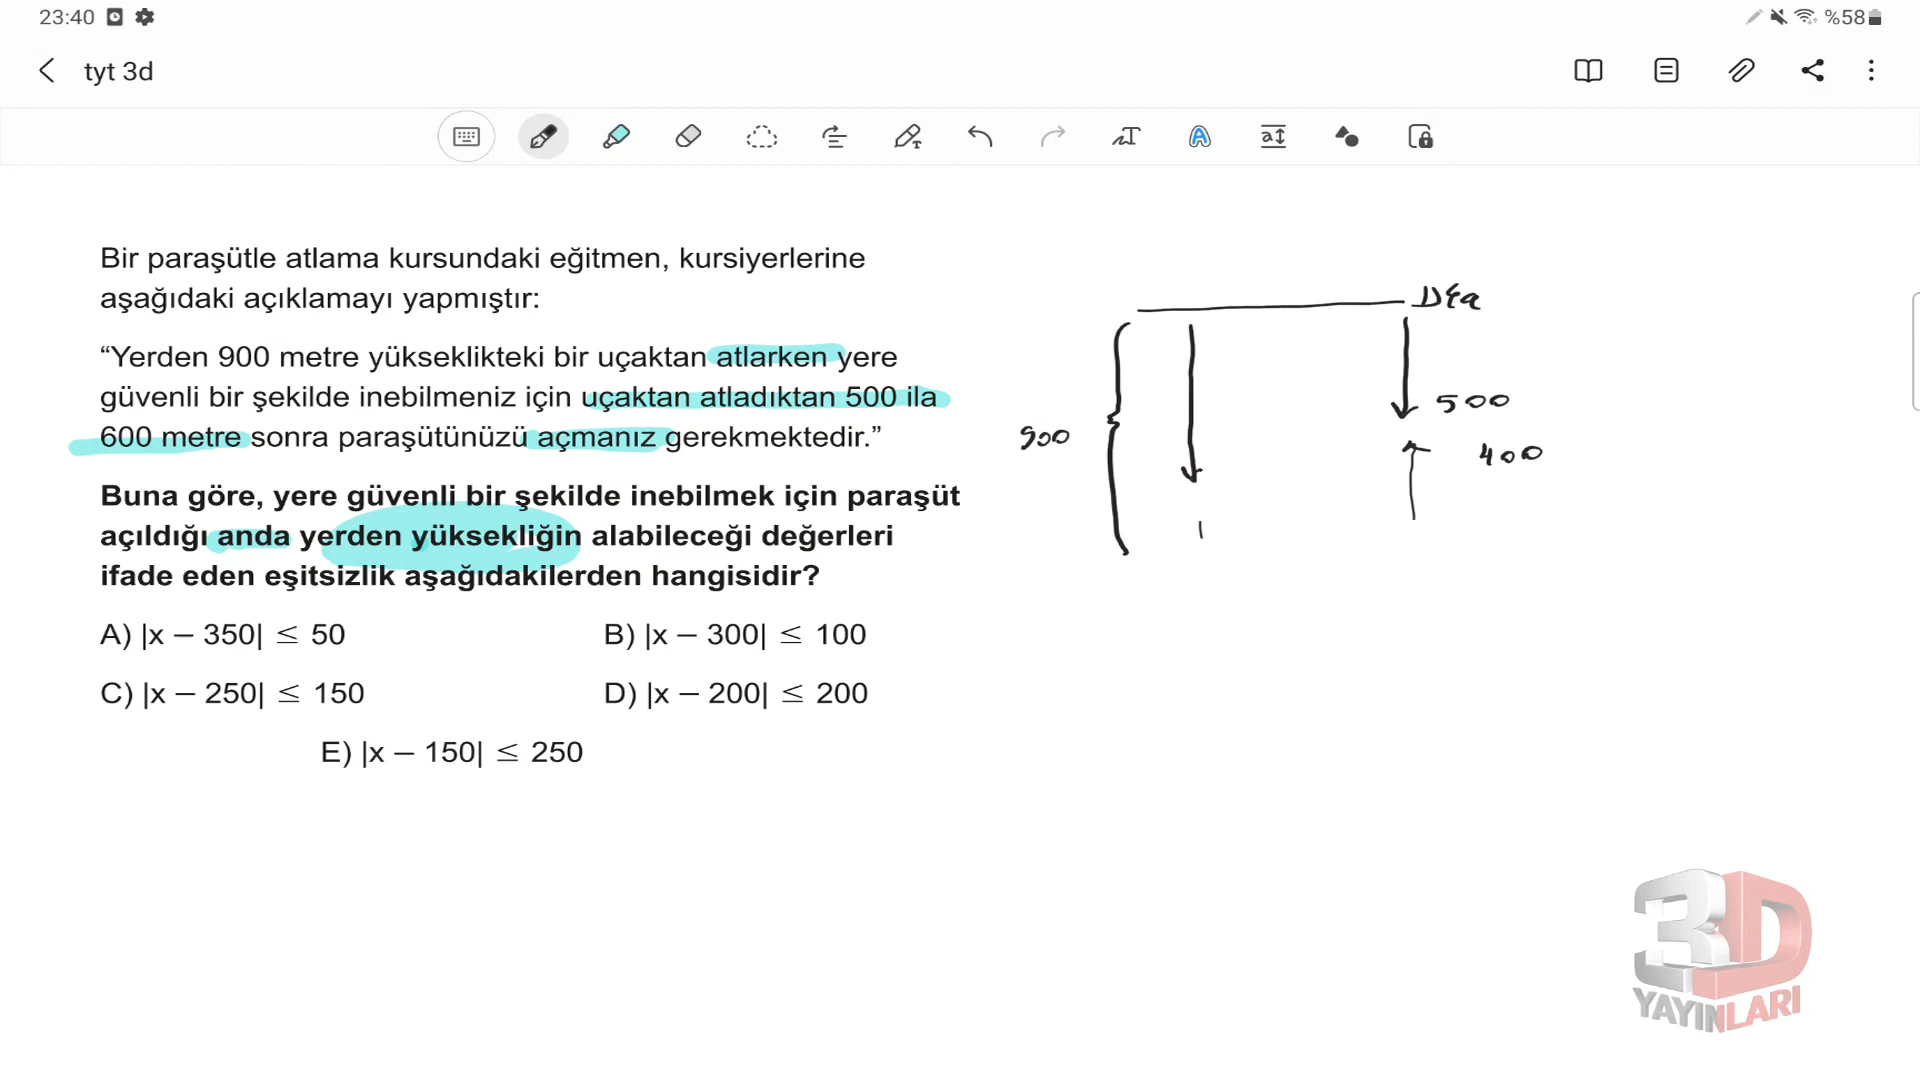 23:40
%58
tyt 3d
Bir paraşütle atlama kursundaki eğitmen, kursiyerlerine
aşağıdaki açıklamayı yapmıştır:
“Yerden 900 metre yükseklikteki bir uçaktan atlarken yere
güvenli bir şekilde inebilmeniz için uçaktan atladıktan 500 ila
600 metre sonra paraşütünüzü açmanız gerekmektedir.”
Buna göre, yere güvenli bir şekilde inebilmek için paraşüt
açıldığı anda yerden yüksekliğin alabileceği değerleri
ifade eden eşitsizlik aşağıdakilerden hangisidir?
A) |x – 350| ≤ 50
B) |x – 300| ≤ 100
C) |x – 250| ≤ 150
D) |x – 200| ≤ 200
E) |x – 150| ≤ 250
900
500
400
3D
YAYINLARI